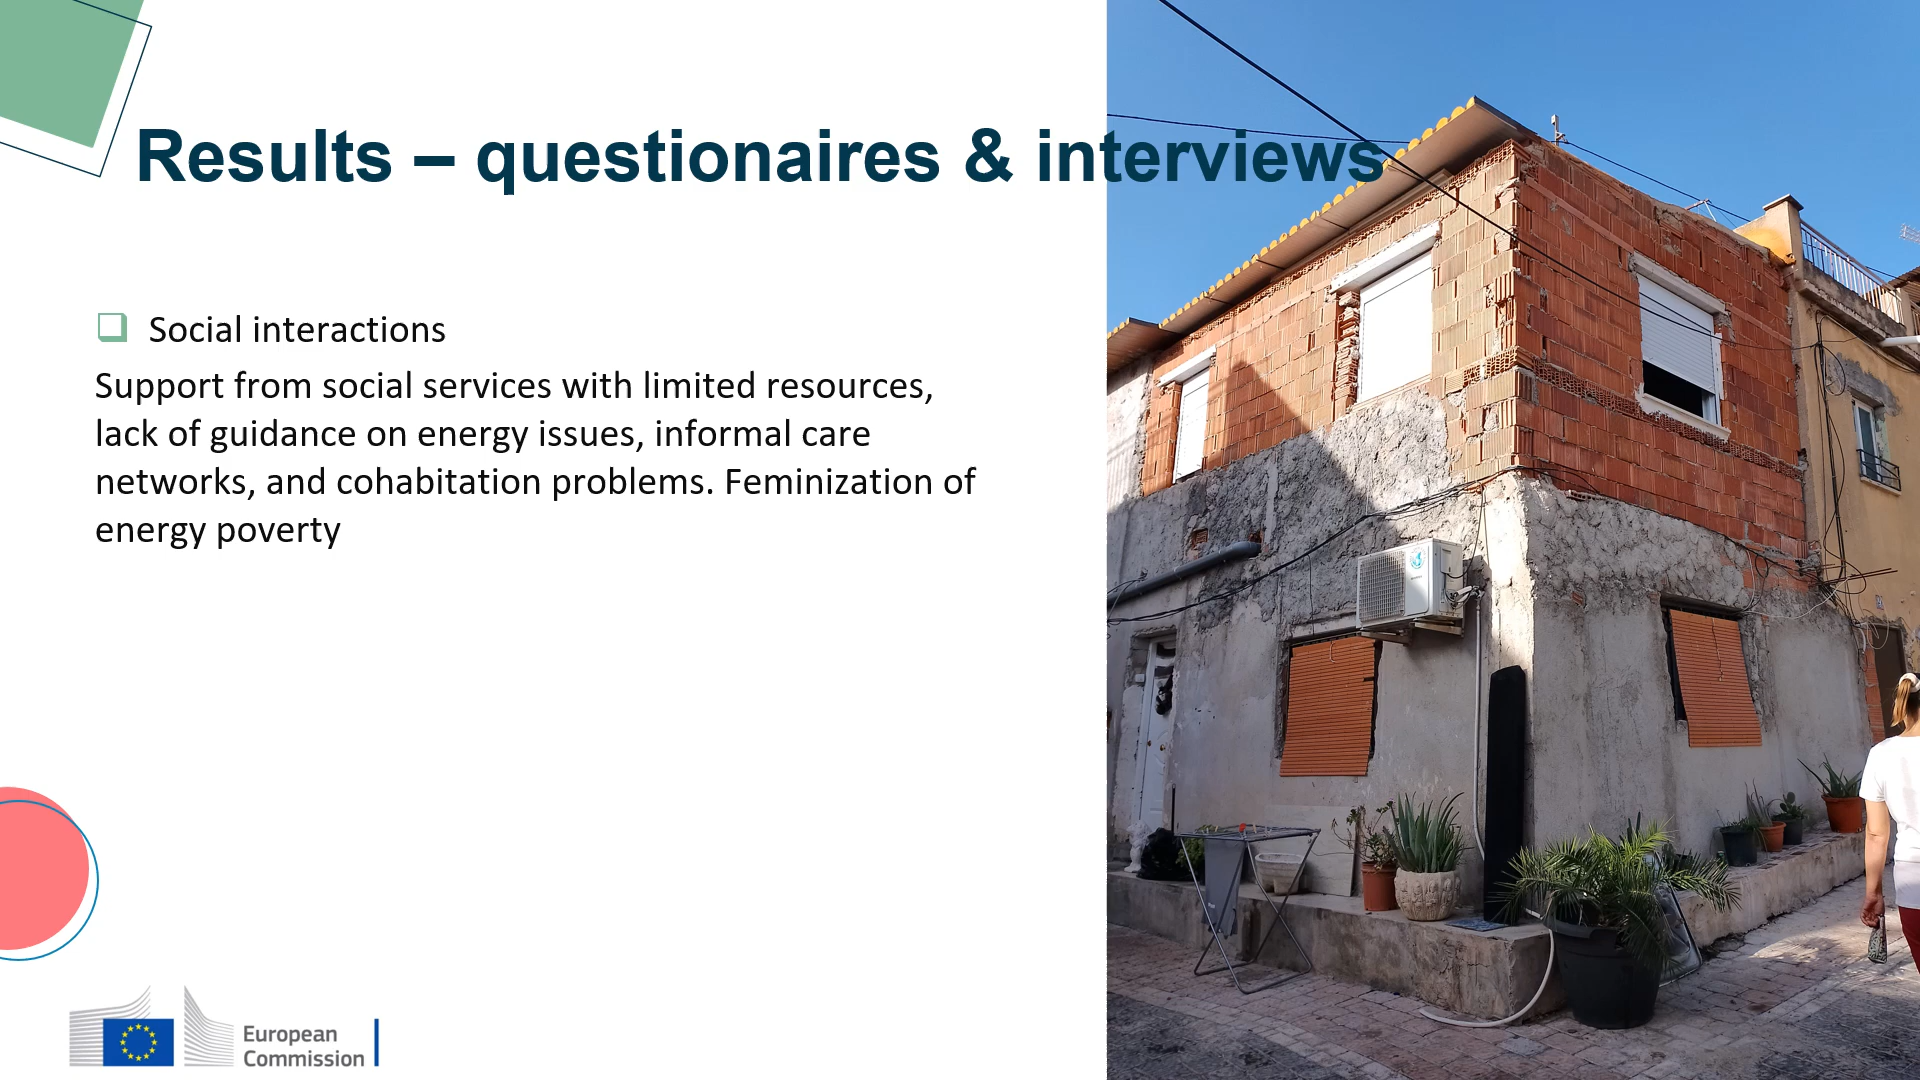 Results – questionaires & interviews
Social interactions
Support from social services with limited resources,
lack of guidance on energy issues, informal care
networks, and cohabitation problems. Feminization of
energy poverty
European
Commission